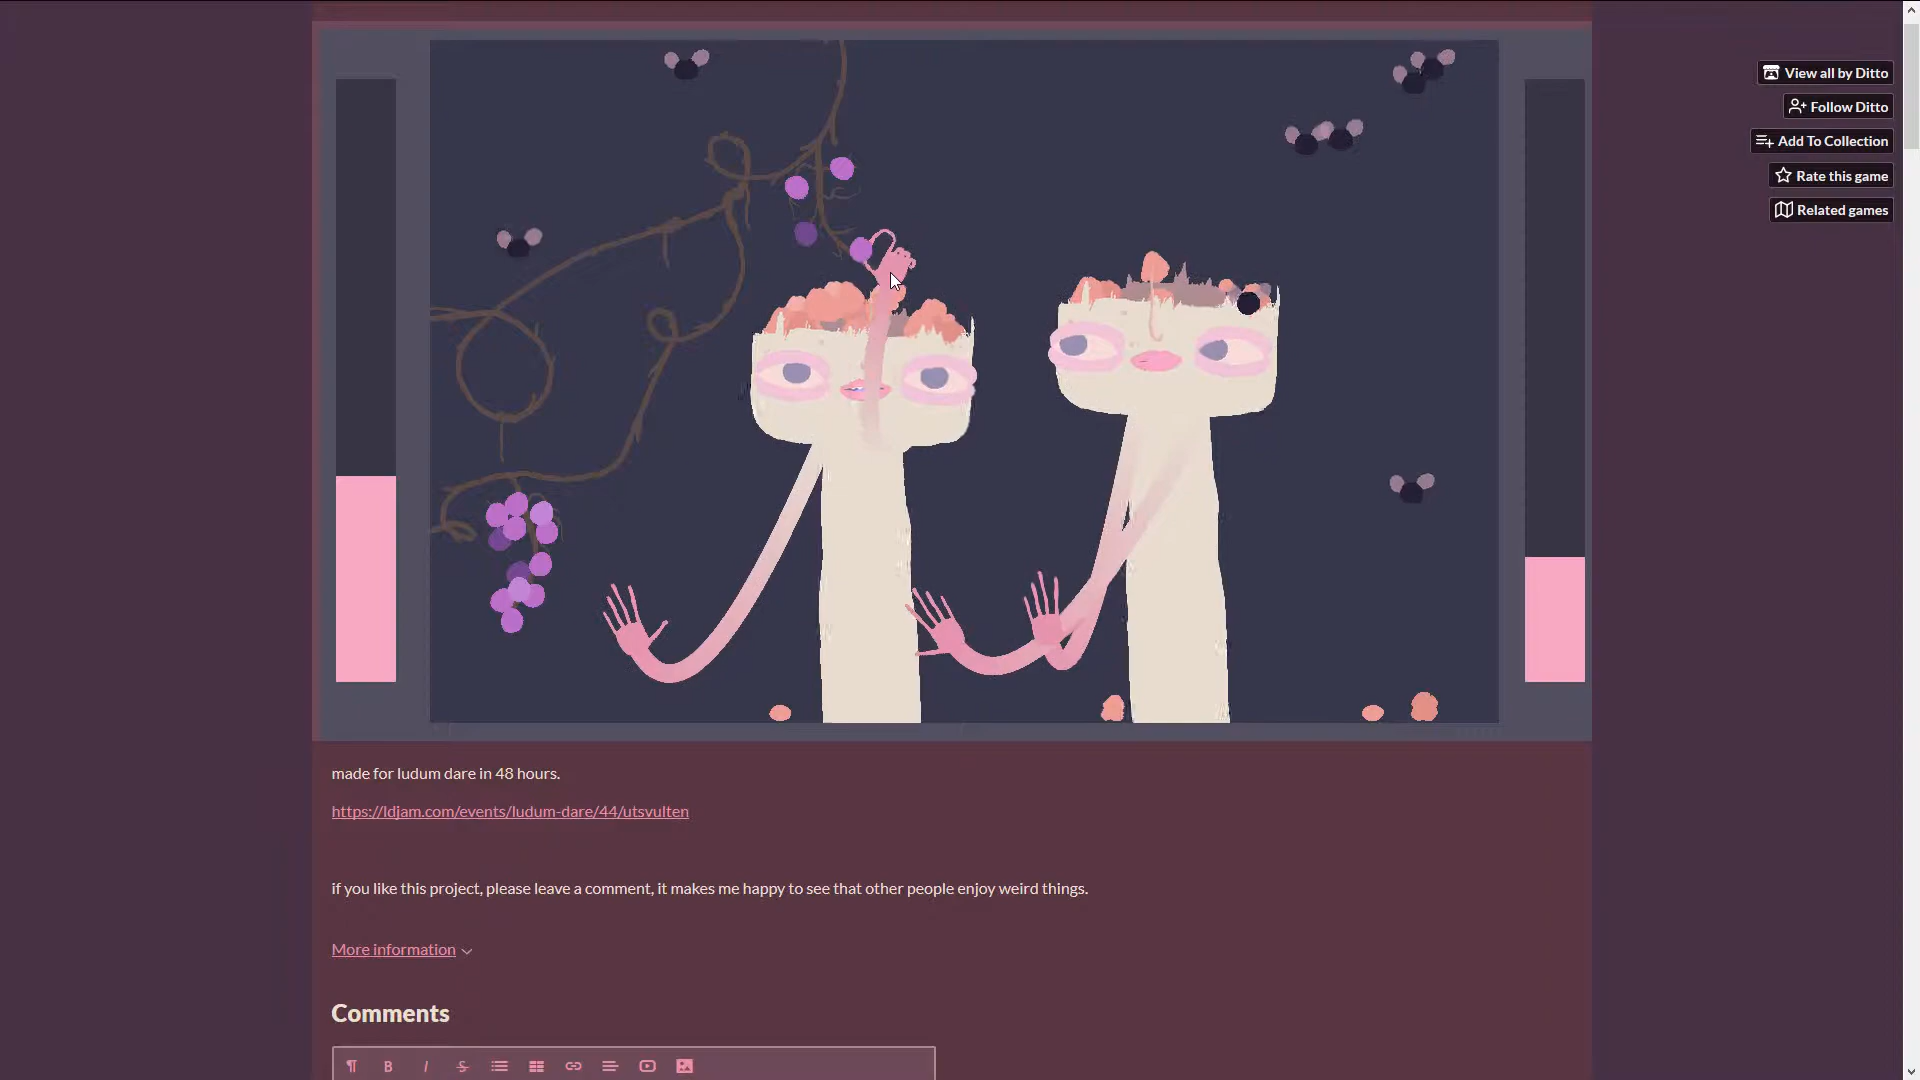 View all by Ditto
Follow Ditto
Add To Collection
Rate this game
Related games
made for ludum dare in 48 hours.
https://ldjam.com/events/ludum-dare/44/utsvulten
if you like this project, please leave a comment, it makes me happy to see that other people enjoy weird things.
More information
Comments
¶ B I S